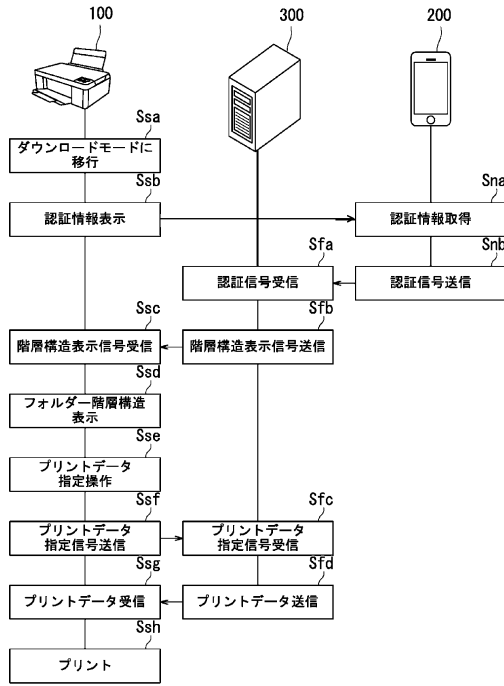 100
300
200
Ssa
ダウンロードモードに
移行
Ssb
認証情報表示
Sna
認証情報取得
Sfa
認証信号受信
Snb
認証信号送信
Ssc
階層構造表示信号受信
Sfb
階層構造表示信号送信
Ssd
フォルダー階層構造
表示
Sse
プリントデータ
指定操作
Ssf
プリントデータ
指定信号送信
Sfc
プリントデータ
指定信号受信
Ssg
プリントデータ受信
Sfd
プリントデータ送信
Ssh
プリント